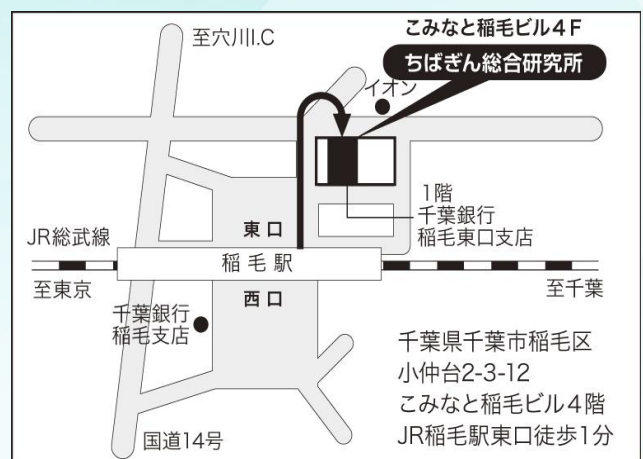 至穴川I.C
こみなと稲毛ビル4F
ちばぎん総合研究所
イオン
1階
千葉銀行
稲毛東口支店
東口
JR総武線
稲毛駅
至東京
至千葉
西口
千葉銀行
稲毛支店
国道14号
千葉県千葉市稲毛区
小仲台2-3-12
こみなと稲毛ビル4階
JR稲毛駅東口徒歩1分